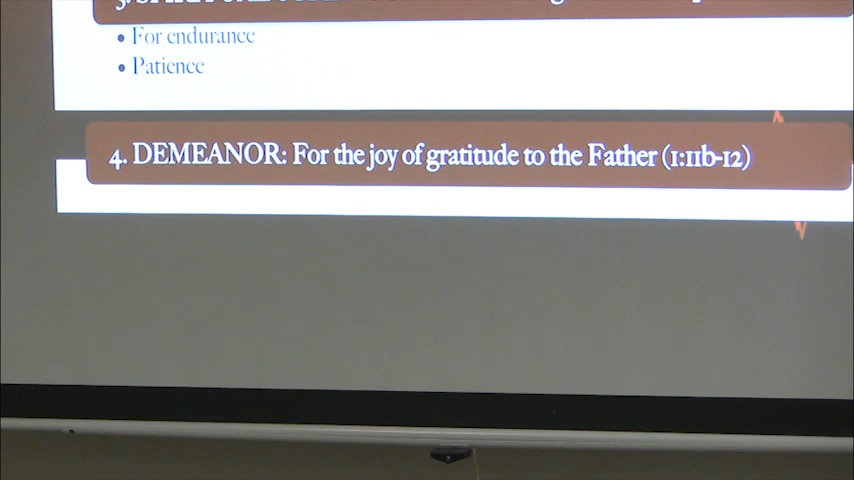 • For endurance
• Patience
4. DEMEANOR: For the joy of gratitude to the Father (1:11b-12)